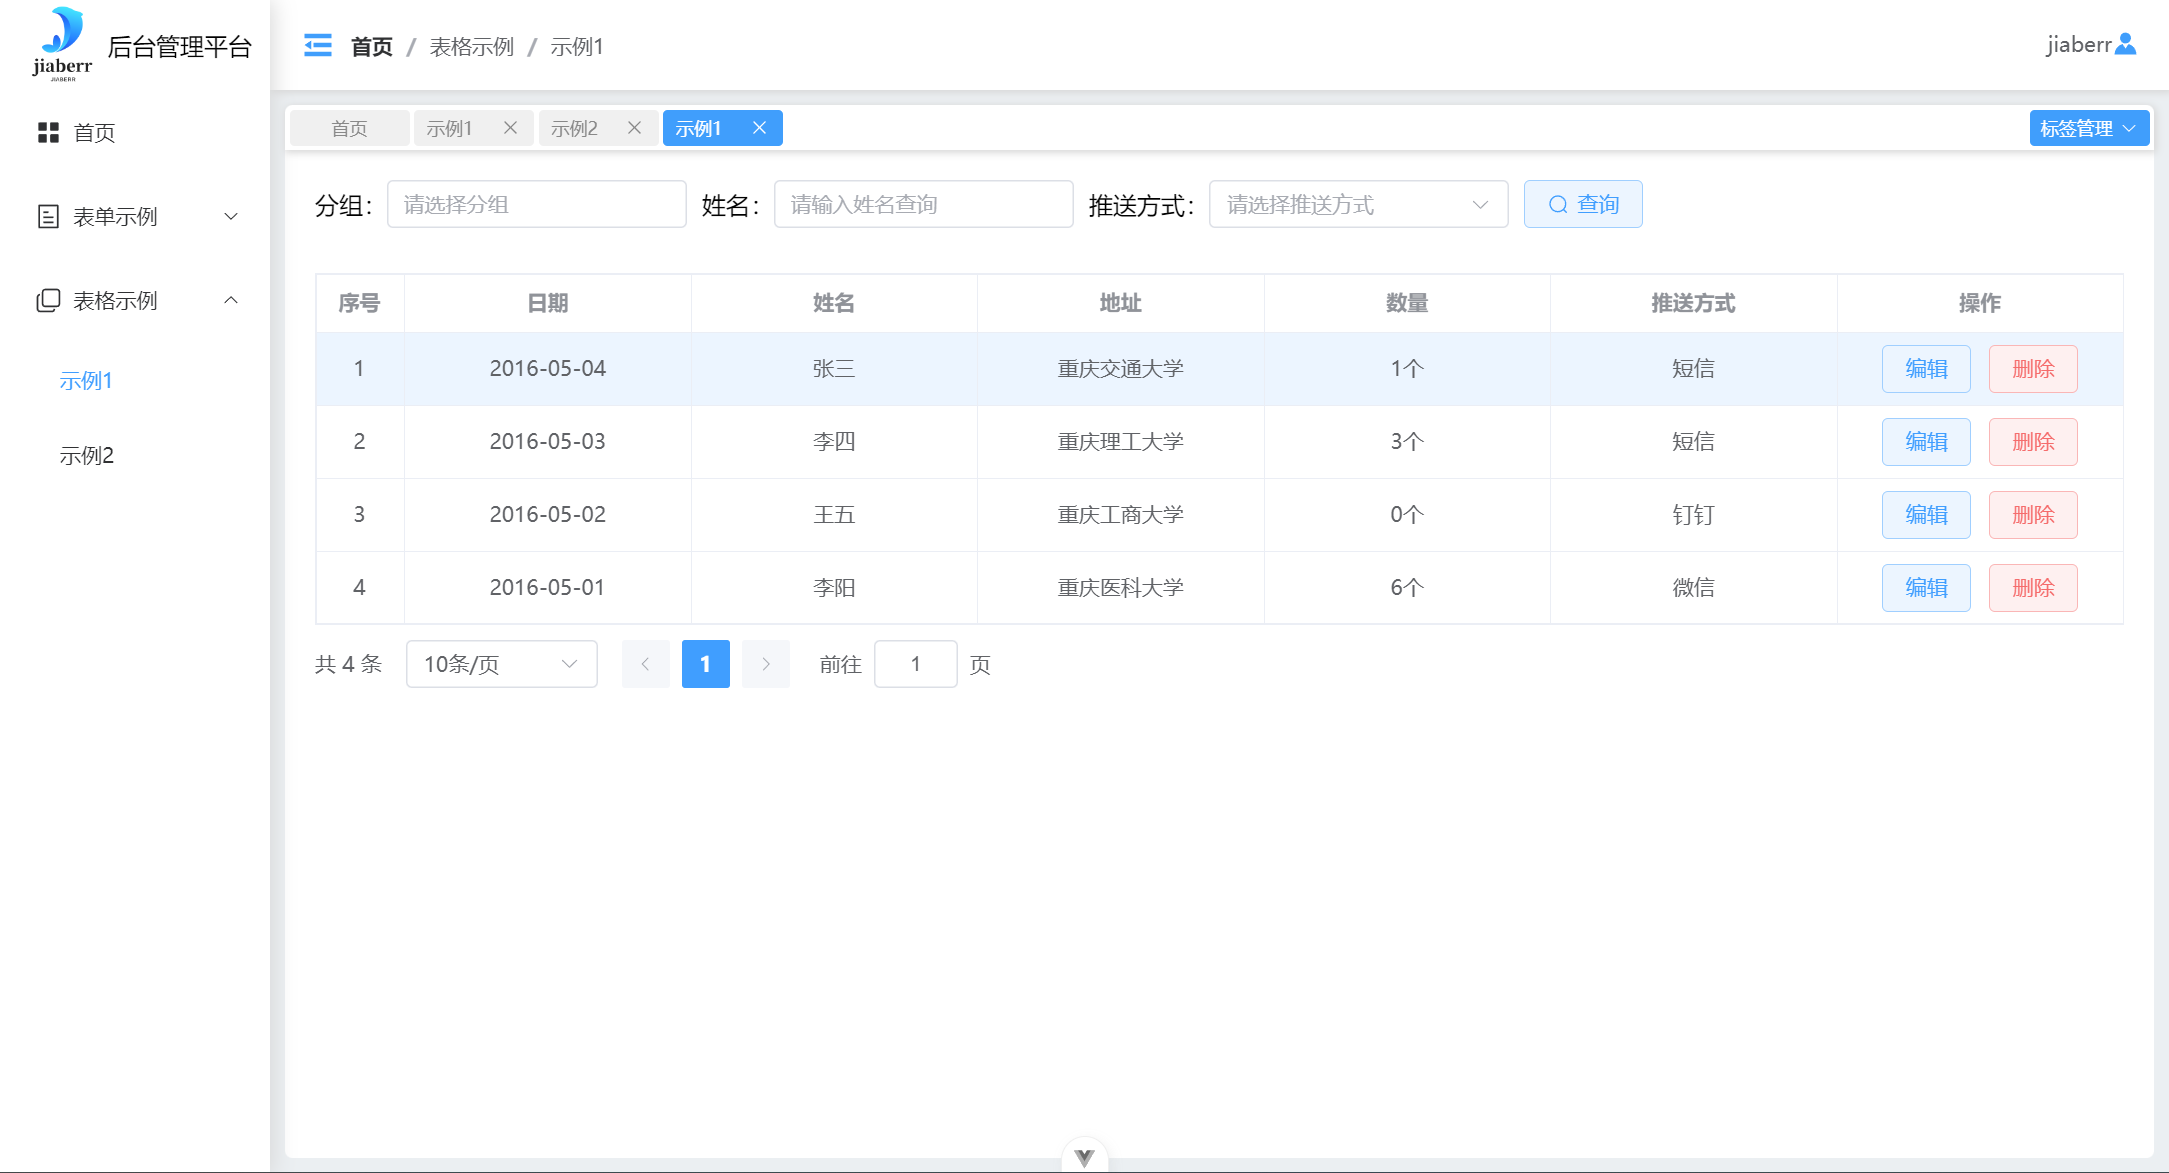 jiaberr
JIABERR
后台管理平台
首页
表单示例
表格示例
示例1
示例2
首页 / 表格示例 / 示例1
jiaberr
首页 示例1 示例2 示例1 标签管理
分组: 请选择分组 姓名: 请输入姓名查询 推送方式: 请选择推送方式 查询
序号 日期 姓名 地址 数量 推送方式 操作
1 2016-05-04 张三 重庆交通大学 1个 短信 编辑 删除
2 2016-05-03 李四 重庆理工大学 3个 短信 编辑 删除
3 2016-05-02 王五 重庆工商大学 0个 钉钉 编辑 删除
4 2016-05-01 李阳 重庆医科大学 6个 微信 编辑 删除
共 4 条 10条/页 1 前往 1 页